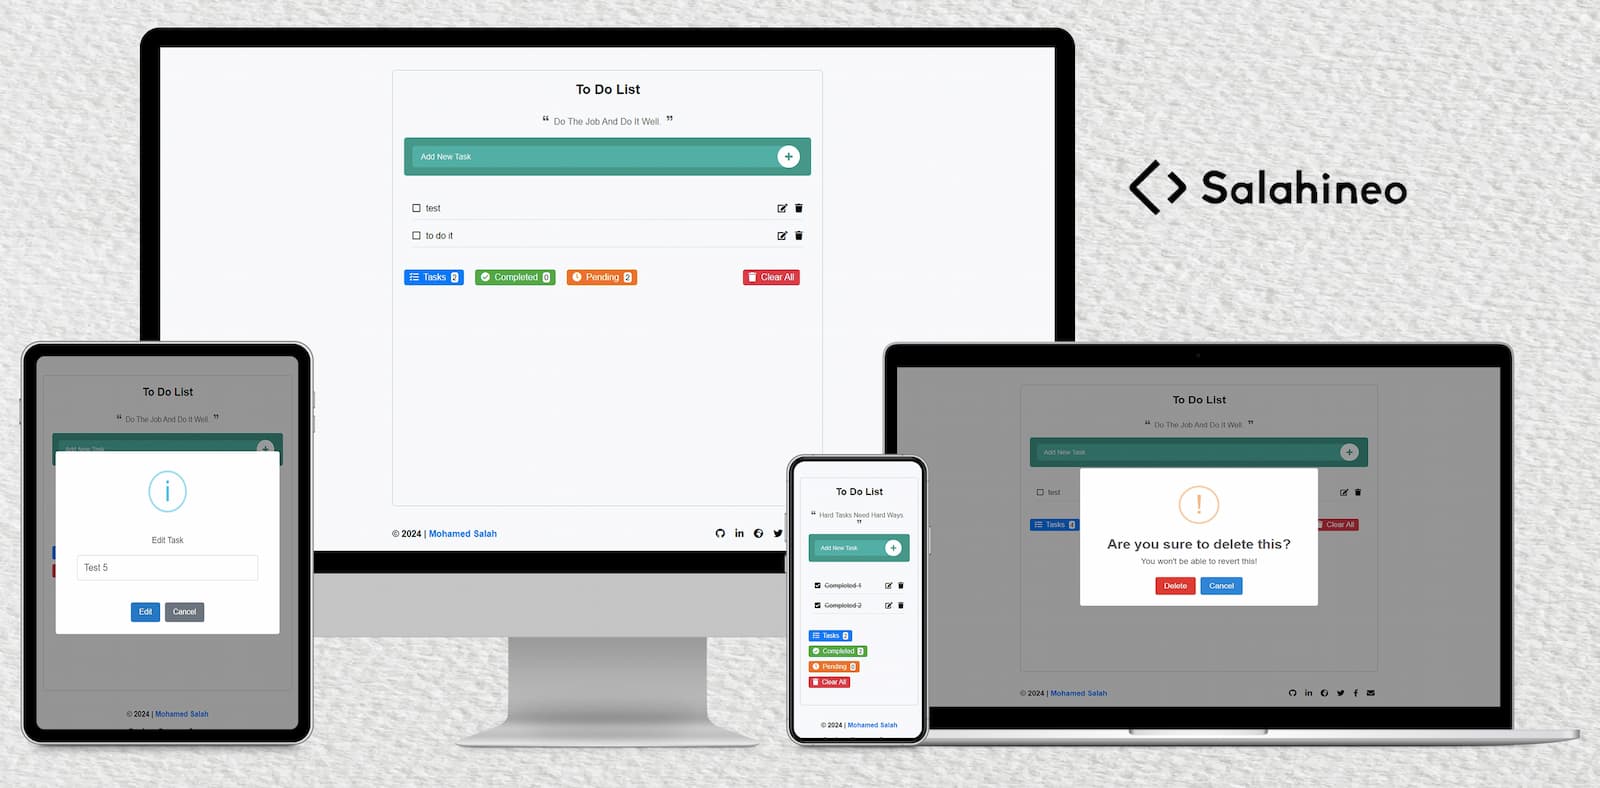 To Do List
“ Do The Job And Do It Well. ”
Add New Task
test
to do it
Tasks 2 Completed 0 Pending 2 Clear All
© 2024 | Mohamed Salah
Salahineo
To Do List
“ Do The Job And Do It Well. ”
Add New Task
i
Edit Task
Test 5
Edit Cancel
© 2024 | Mohamed Salah
To Do List
“ Hard Tasks Need Hard Ways.
”
Add New Task
Completed 1
Completed 2
Tasks 2
Completed 2
Pending 0
Clear All
© 2024 | Mohamed Salah
To Do List
“ Do The Job And Do It Well. ”
Add New Task
test
Tasks
Clear All
!
Are you sure to delete this?
You won't be able to revert this!
Delete Cancel
© 2024 | Mohamed Salah